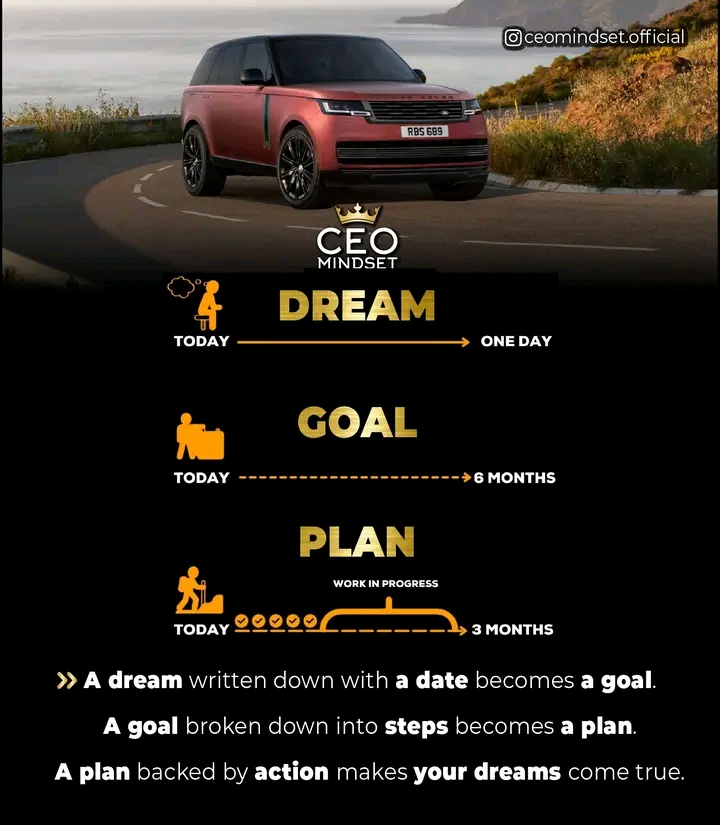 ceomindset.official
RBS 689
CEO
MINDSET
DREAM
TODAY
ONE DAY
GOAL
TODAY
6 MONTHS
PLAN
WORK IN PROGRESS
TODAY
3 MONTHS
A dream written down with a date becomes a goal.
A goal broken down into steps becomes a plan.
A plan backed by action makes your dreams come true.